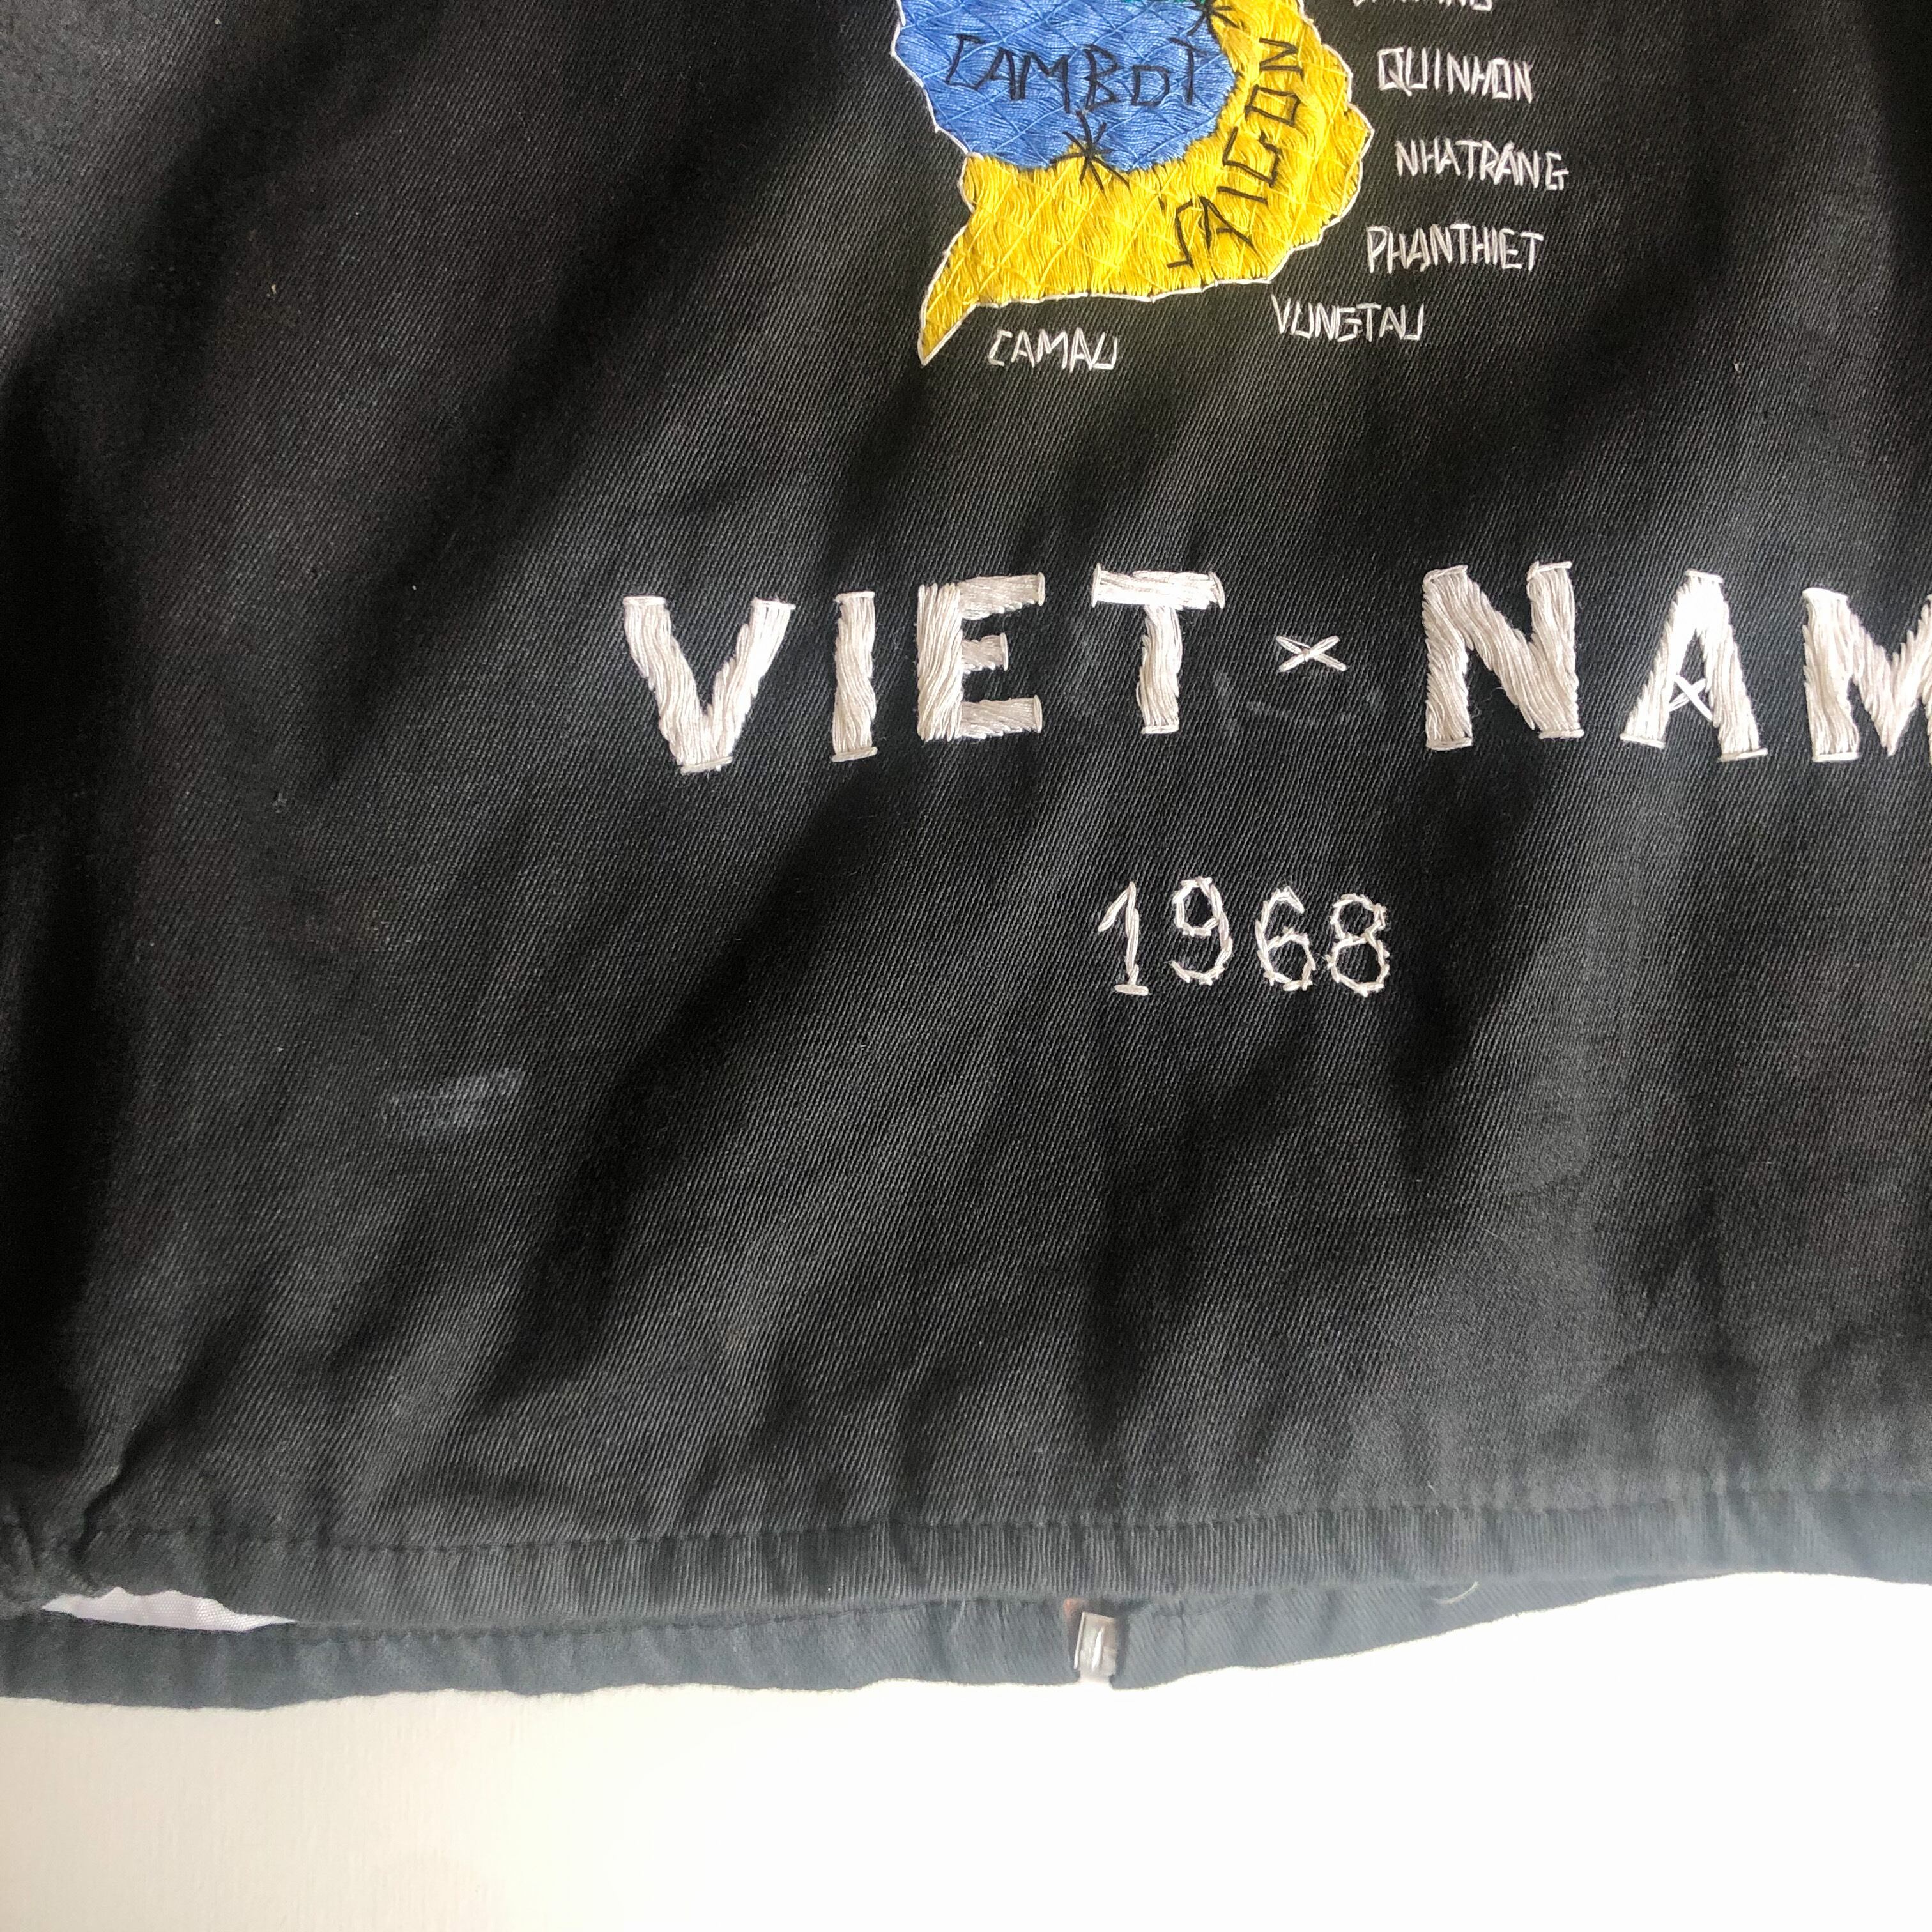 CAMBOT
SAIGON
QUINHON
NHATRANG
PHANTHIET
VUNGTAU
CAMAU
VIET × NAM
1968